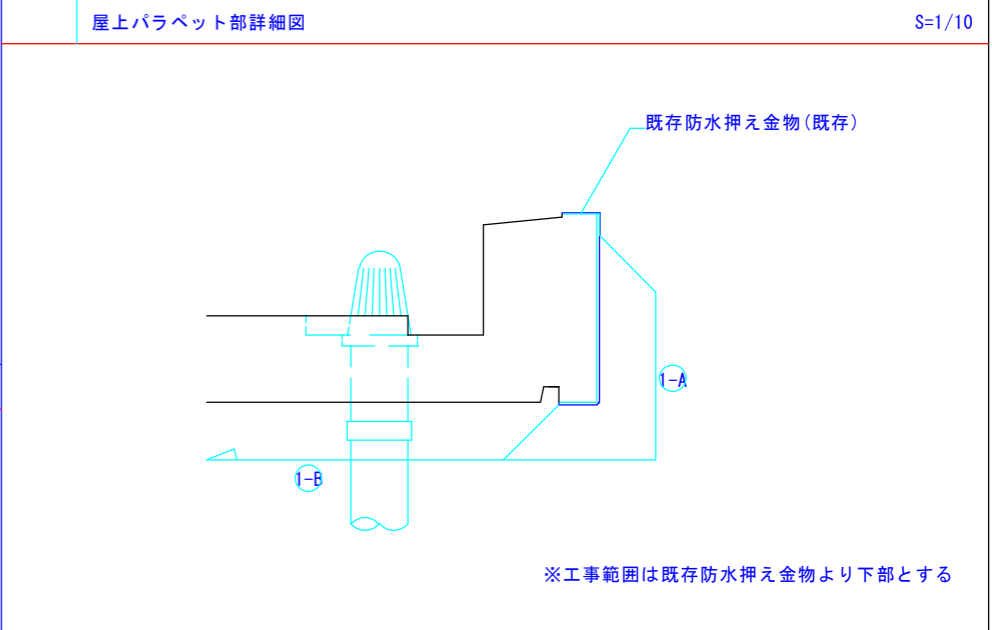 屋上パラペット部詳細図
S=1/10
既存防水押え金物(既存)
1-A
1-B
※工事範囲は既存防水押え金物より下部とする